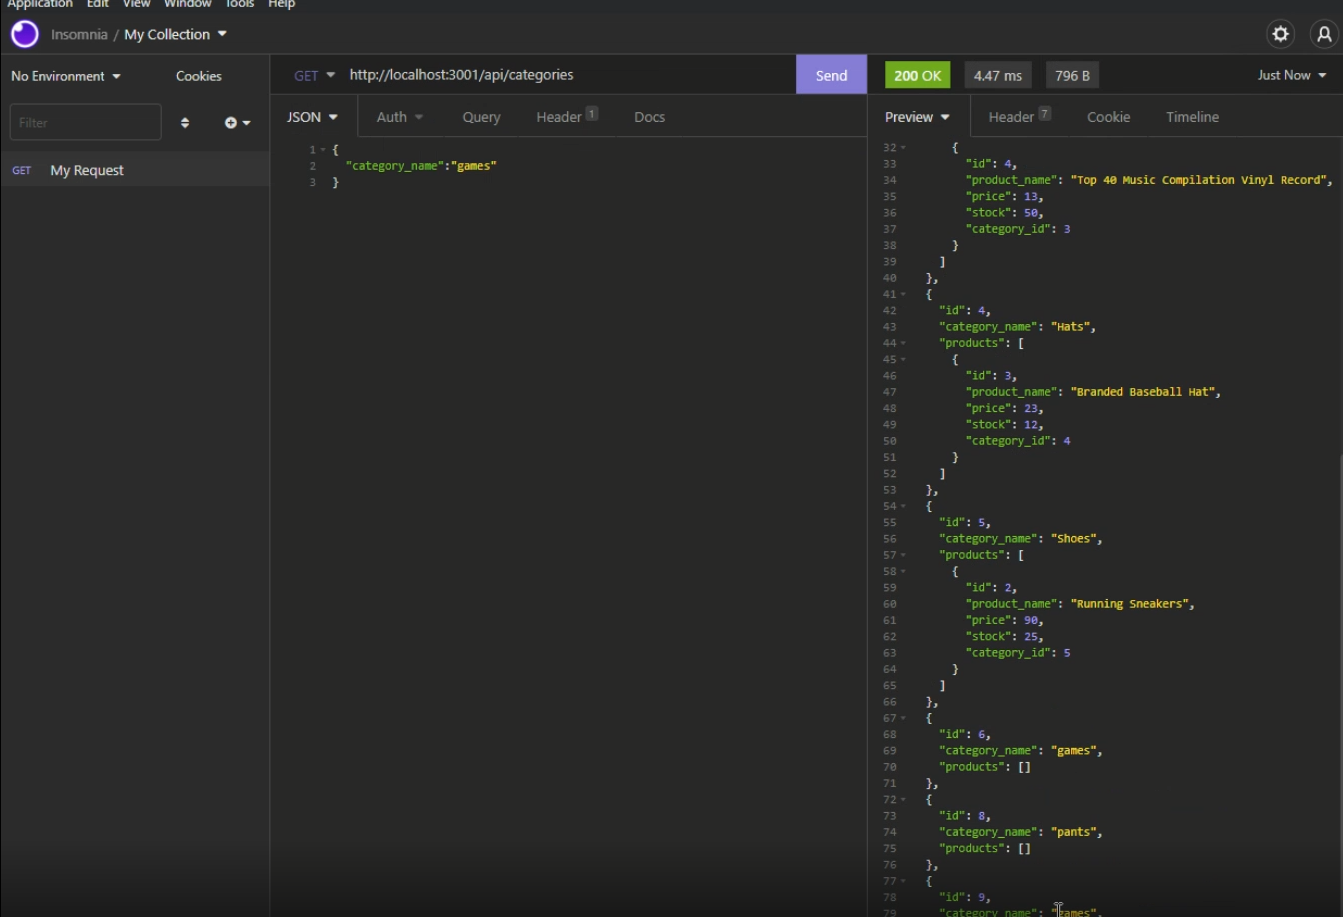 Application Edit View Window Tools Help
Insomnia / My Collection
No Environment Cookies
GET http://localhost:3001/api/categories Send
200 OK 4.47 ms 796 B Just Now
Filter
JSON Auth Query Header 1 Docs
Preview Header 7 Cookie Timeline
GET My Request
1 {
2 "category_name":"games"
3 }
32 {
33 "id": 4,
34 "product_name": "Top 40 Music Compilation Vinyl Record",
35 "price": 13,
36 "stock": 50,
37 "category_id": 3
38 }
39 ]
40 },
41 {
42 "id": 4,
43 "category_name": "Hats",
44 "products": [
45 {
46 "id": 3,
47 "product_name": "Branded Baseball Hat",
48 "price": 23,
49 "stock": 12,
50 "category_id": 4
51 }
52 ]
53 },
54 {
55 "id": 5,
56 "category_name": "Shoes",
57 "products": [
58 {
59 "id": 2,
60 "product_name": "Running Sneakers",
61 "price": 90,
62 "stock": 25,
63 "category_id": 5
64 }
65 ]
66 },
67 {
68 "id": 6,
69 "category_name": "games",
70 "products": []
71 },
72 {
73 "id": 8,
74 "category_name": "pants",
75 "products": []
76 },
77 {
78 "id": 9,
79 "category_name": "games",